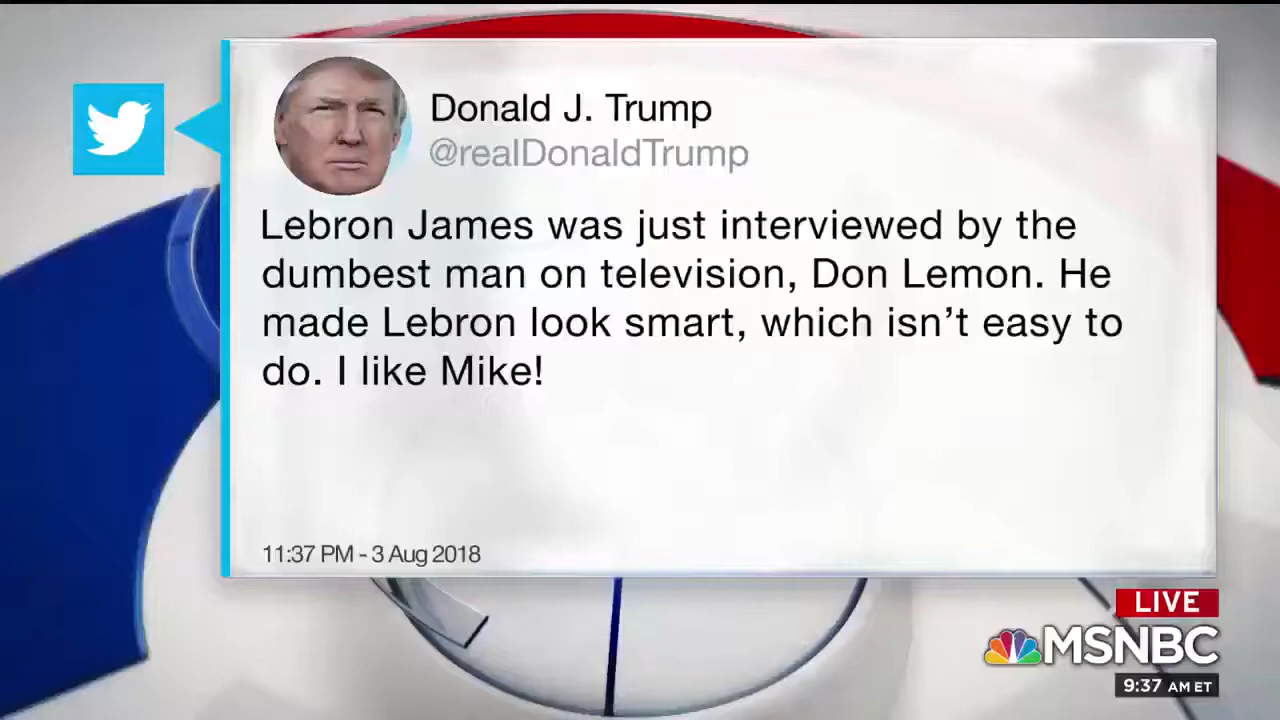 Donald J. Trump
@realDonaldTrump
Lebron James was just interviewed by the
dumbest man on television, Don Lemon. He
made Lebron look smart, which isn’t easy to
do. I like Mike!
11:37 PM - 3 Aug 2018
LIVE
MSNBC
9:37 AM ET